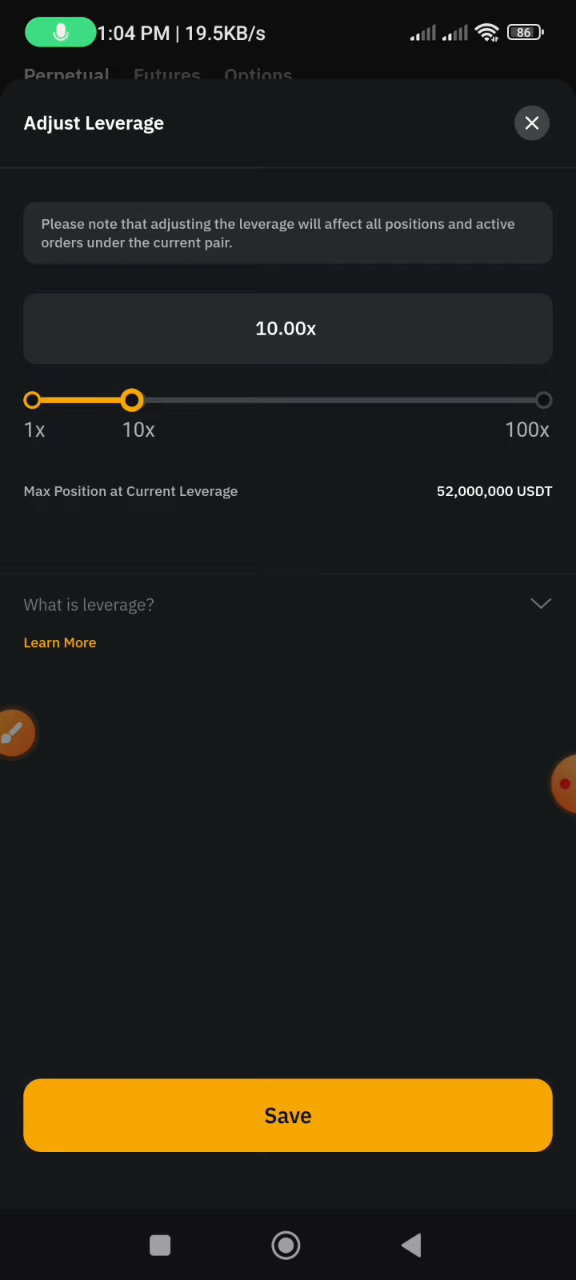 1:04 PM | 19.5KB/s
86
Perpetual Futures Options
Adjust Leverage
Please note that adjusting the leverage will affect all positions and active
orders under the current pair.
10.00x
1x 10x 100x
Max Position at Current Leverage 52,000,000 USDT
What is leverage?
Learn More
Save